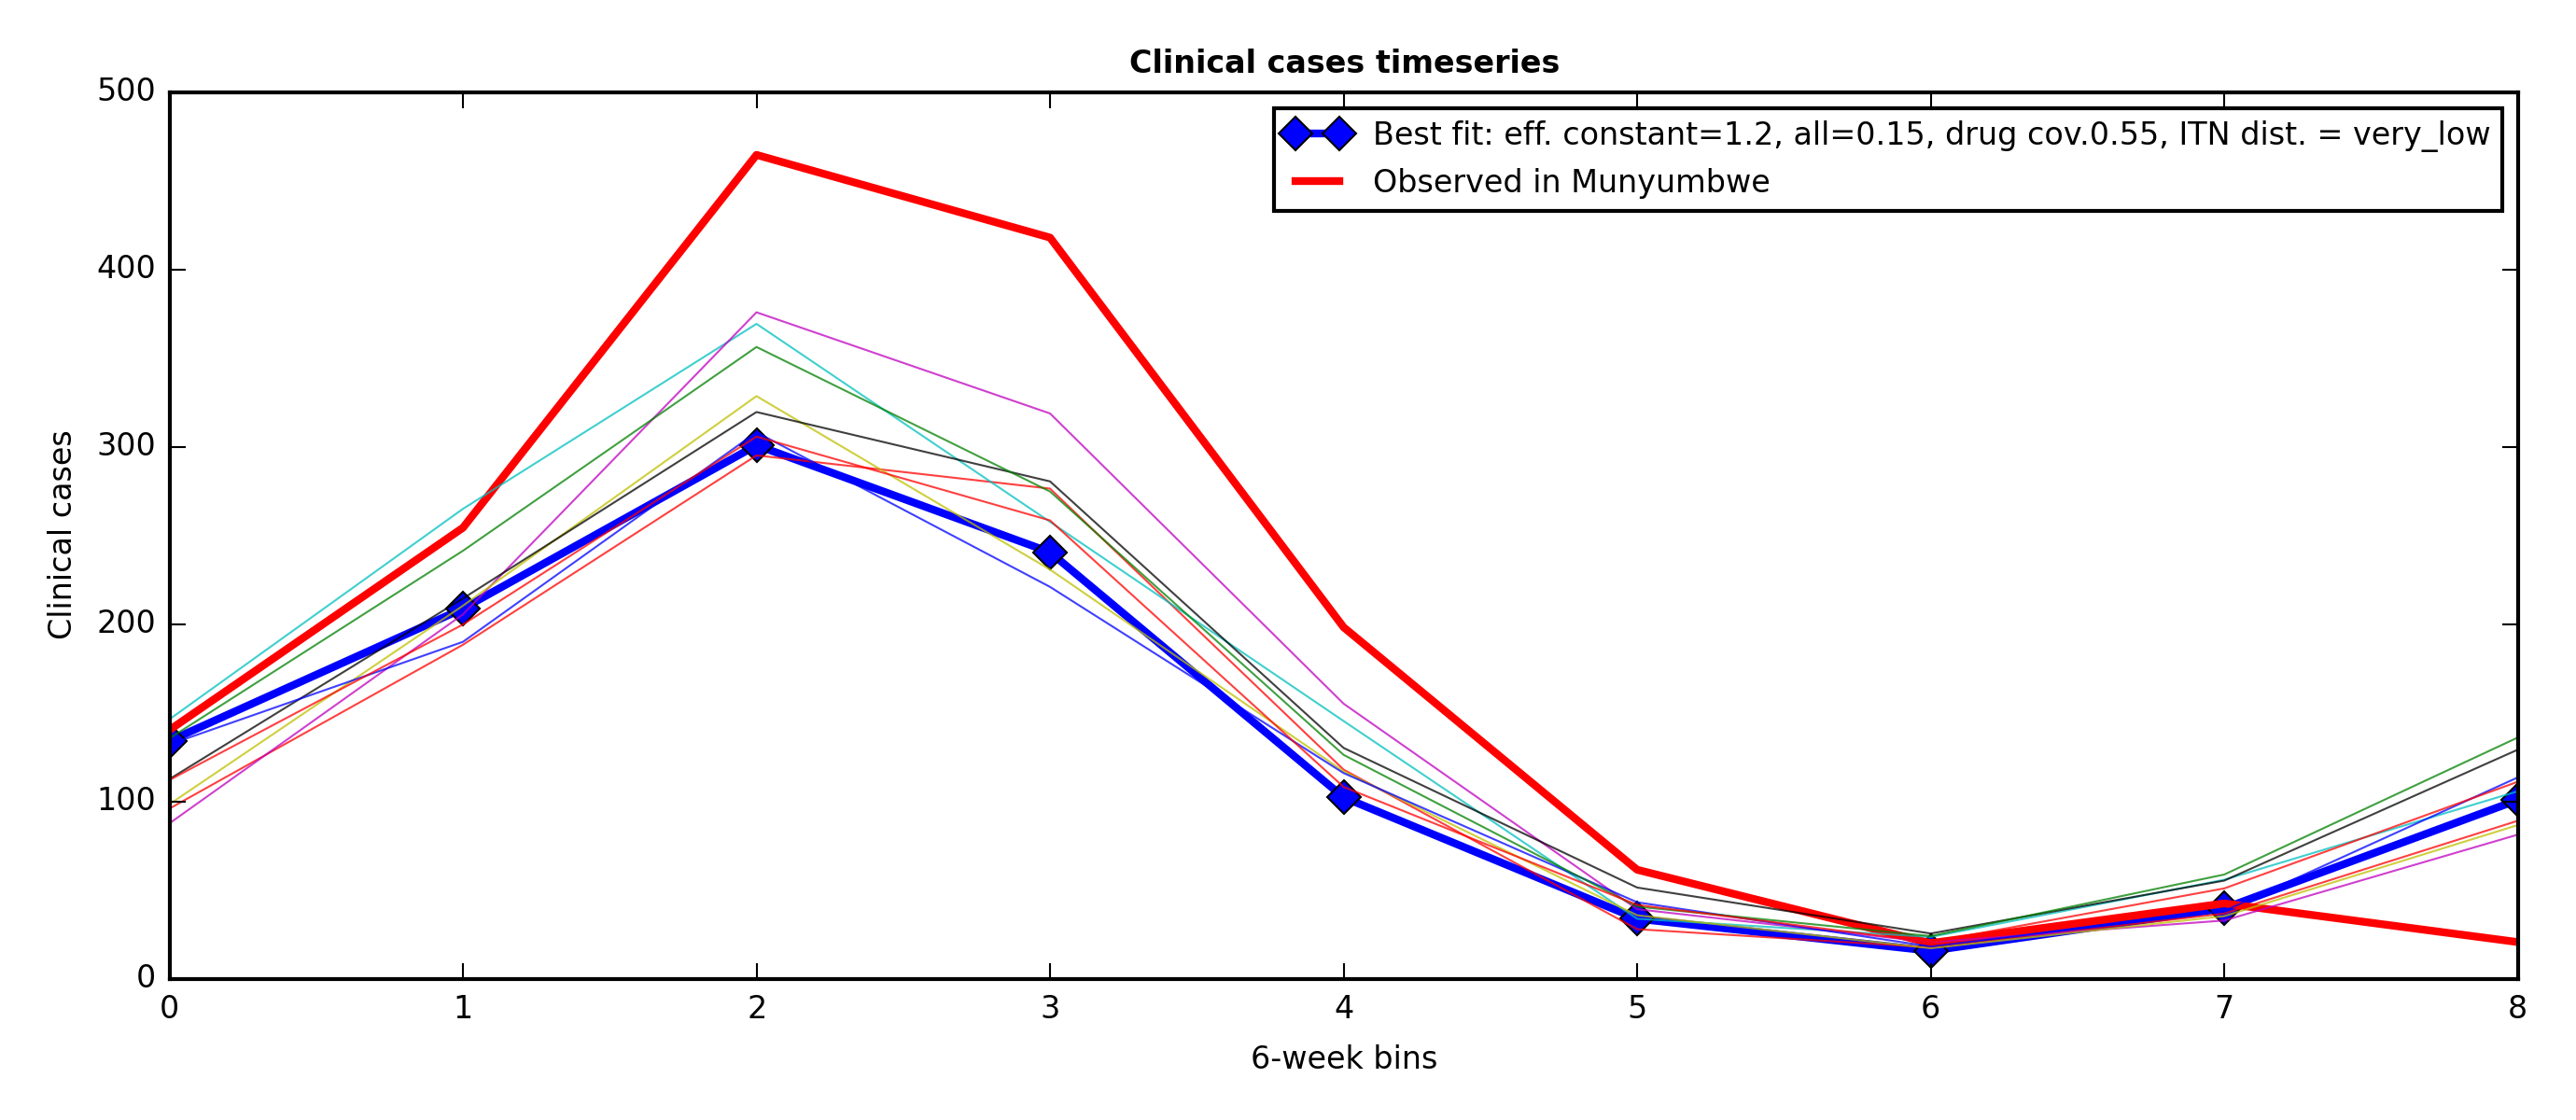 Clinical cases timeseries
500
400
300
200
100
0
Clinical cases
Best fit: eff. constant=1.2, all=0.15, drug cov.0.55, ITN dist. = very_low
Observed in Munyumbwe
0 1 2 3 4 5 6 7 8
6-week bins